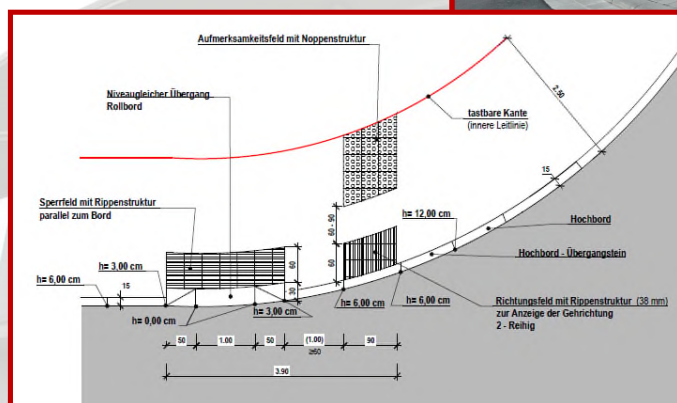 Aufmerksamkeitsfeld mit Noppenstruktur
Niveaugleicher Übergang
Rollbord
tastbare Kante
(innere Leitlinie)
2.50
15
Sperrfeld mit Rippenstruktur
parallel zum Bord
h= 12,00 cm
60 - 90
Hochbord
h= 6,00 cm
h= 3,00 cm
15
60
30
60
Hochbord - Übergangstein
h= 0,00 cm
h= 3,00 cm
h= 6,00 cm
h= 6,00 cm
Richtungsfeld mit Rippenstruktur (38 mm)
zur Anzeige der Gehrichtung
2 - Reihig
50
1.00
50
(1.00)
≥60
90
3.90